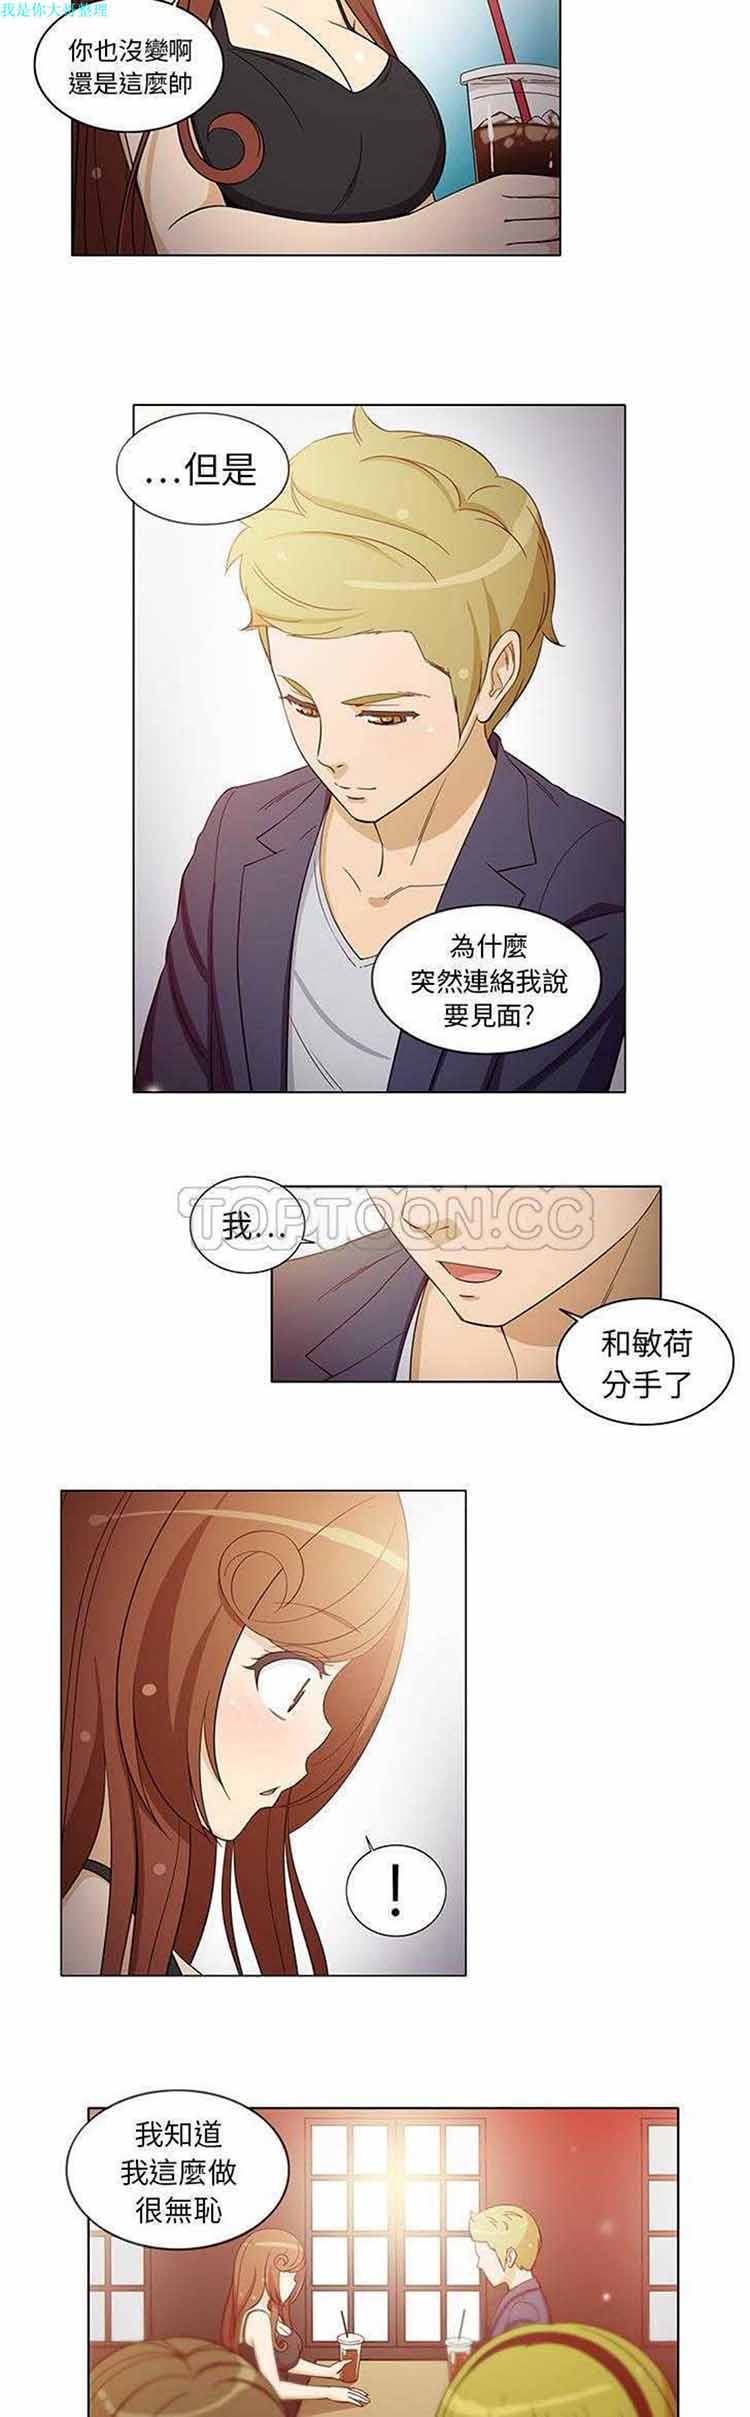 我是你大哥整理
你也沒變啊
還是這麼帥
...但是
為什麼
突然連絡我說
要見面?
TOPTOON.CC
我...
和敏荷
分手了
!
我知道
我這麼做
很無恥